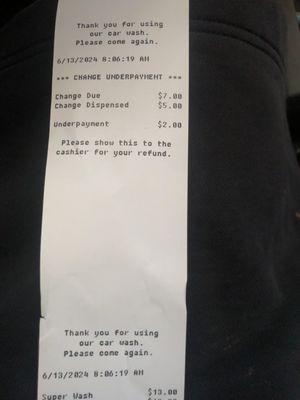 Thank you for using
our car wash.
Please come again.
6/13/2024 8:06:19 AM
*** CHANGE UNDERPAYMENT ***
Change Due $7.00
Change Dispensed $5.00
Underpayment $2.00
Please show this to the
cashier for your refund.
Thank you for using
our car wash.
Please come again.
6/13/2024 8:06:19 AM
Super Wash $13.00